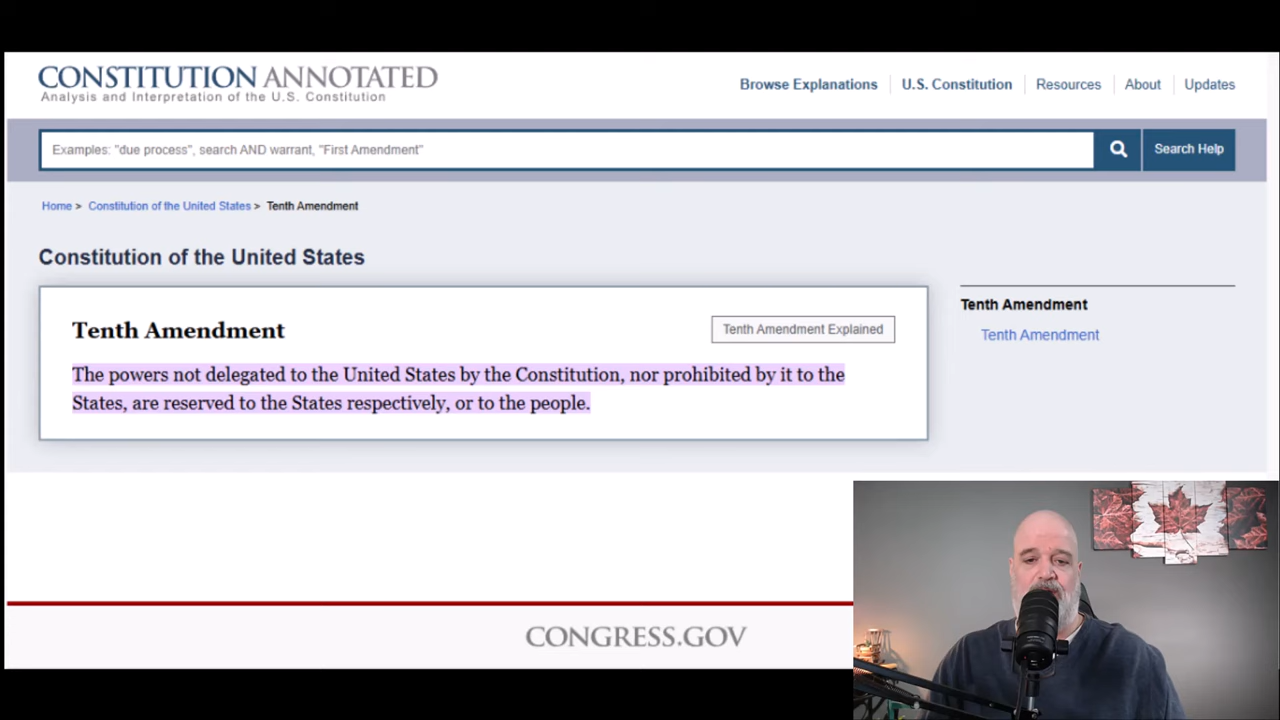 CONSTITUTION ANNOTATED
Analysis and Interpretation of the U.S. Constitution
Browse Explanations
U.S. Constitution
Resources
About
Updates
Examples: "due process", search AND warrant, "First Amendment"
Search Help
Home > Constitution of the United States > Tenth Amendment
Constitution of the United States
Tenth Amendment
Tenth Amendment Explained
The powers not delegated to the United States by the Constitution, nor prohibited by it to the
States, are reserved to the States respectively, or to the people.
Tenth Amendment
Tenth Amendment
CONGRESS.GOV